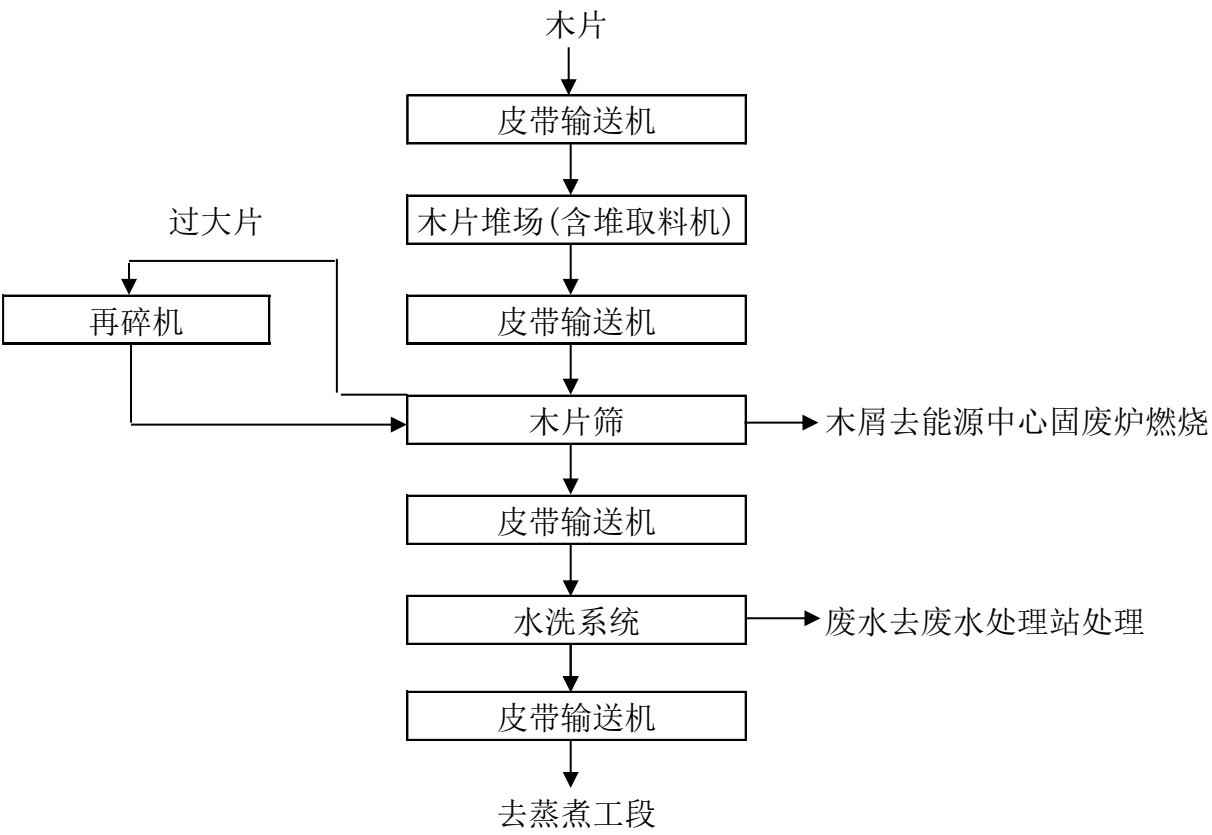 木片
皮带输送机
木片堆场(含堆取料机)
过大片
再碎机
皮带输送机
木片筛
木屑去能源中心固废炉燃烧
皮带输送机
水洗系统
废水去废水处理站处理
皮带输送机
去蒸煮工段